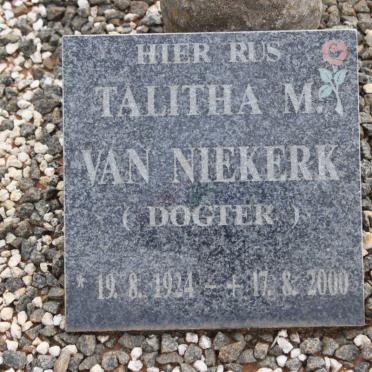 HIER RUS
TALITHA M.
VAN NIEKERK
( DOGTER )
* 19. 8. 1924 ~ + 17. 8. 2000